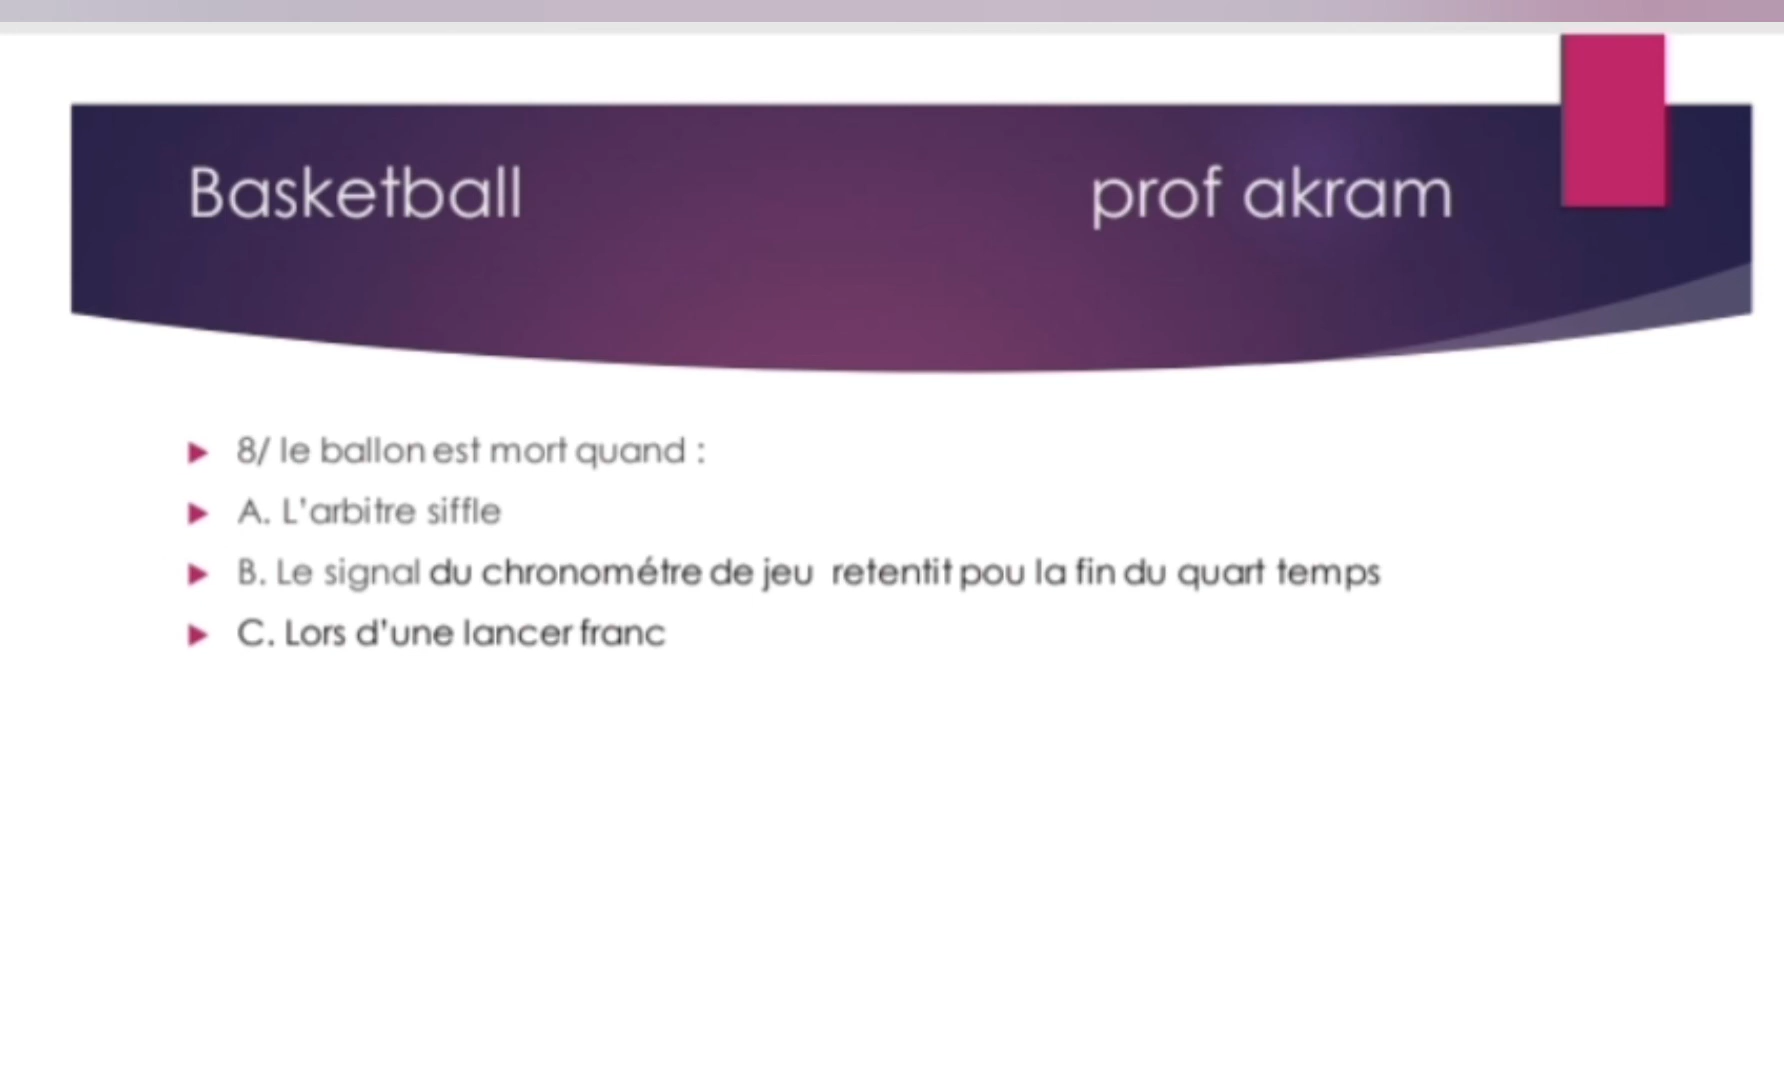 Basketball prof akram
8/ le ballon est mort quand :
A. L'arbitre siffle
B. Le signal du chronométre de jeu retentit pou la fin du quart temps
C. Lors d'une lancer franc